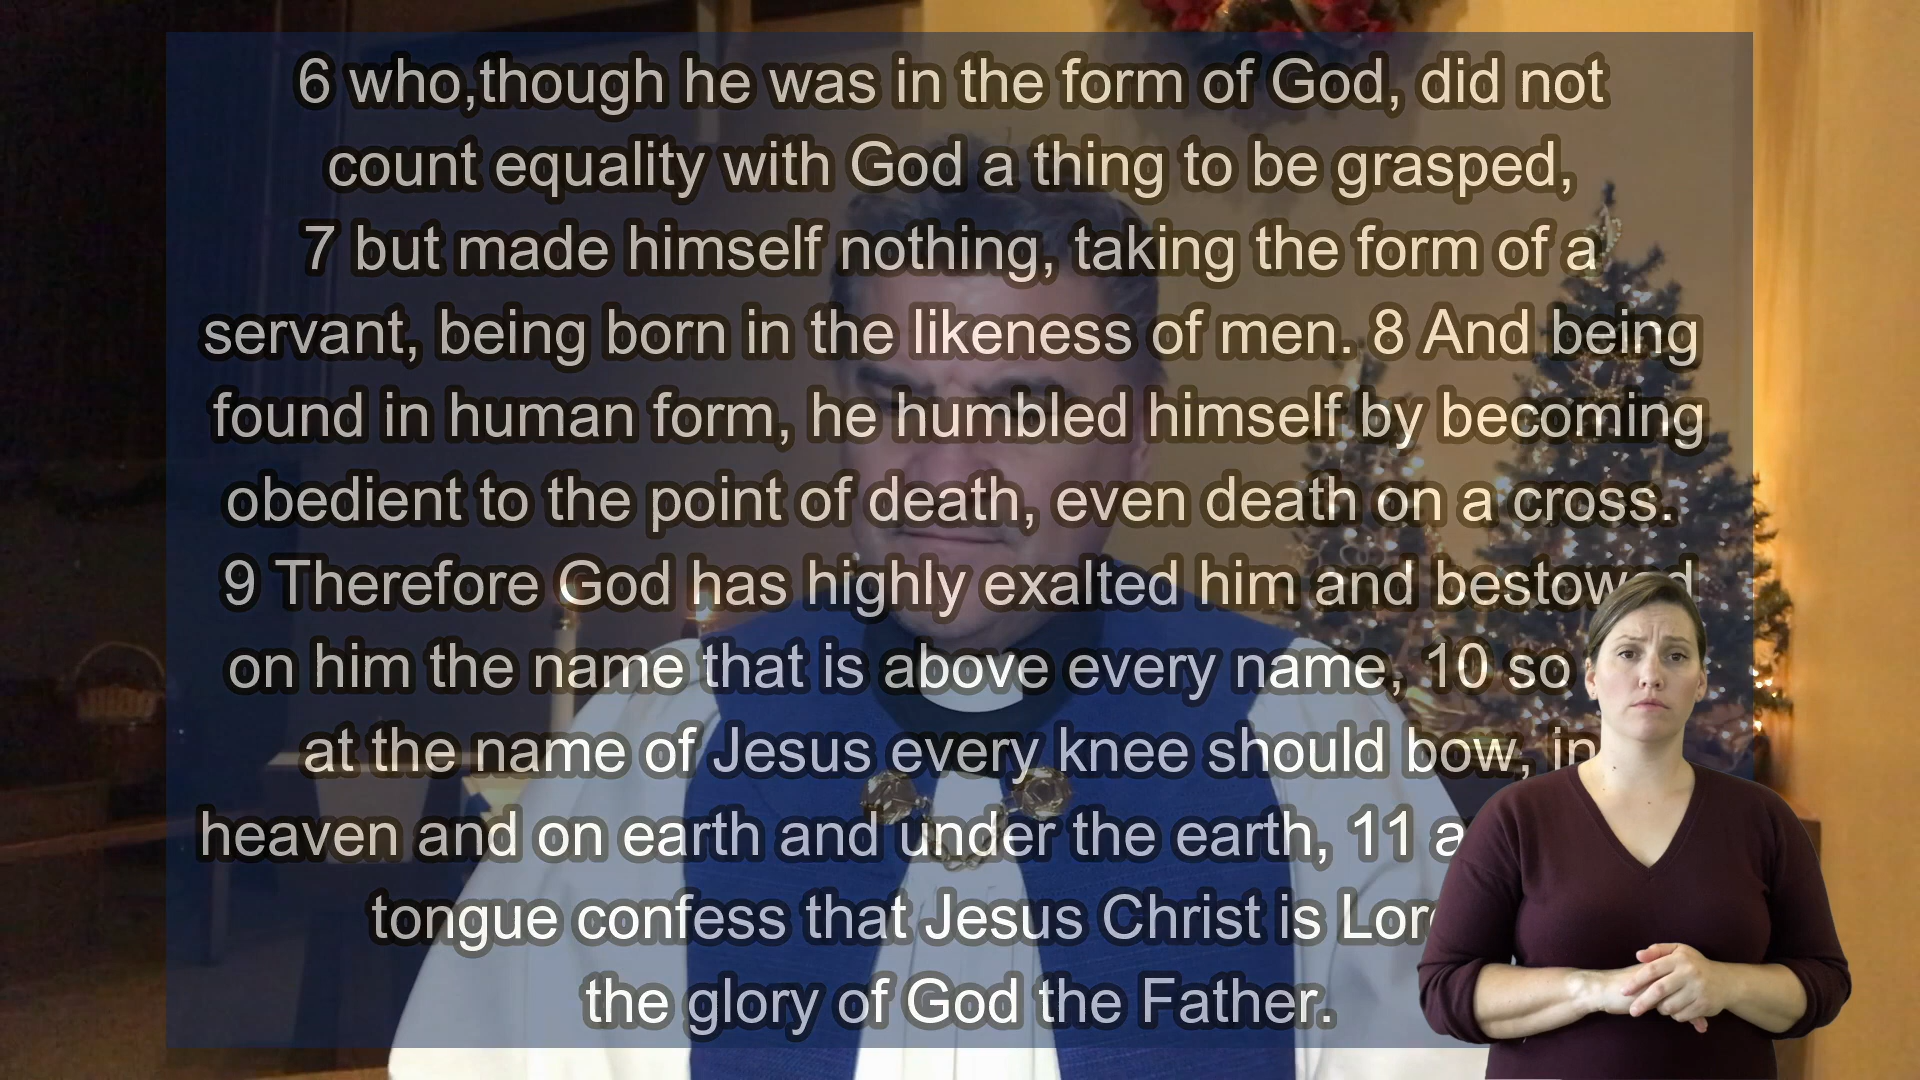 6 who,though he was in the form of God, did not
count equality with God a thing to be grasped,
7 but made himself nothing, taking the form of a
servant, being born in the likeness of men. 8 And being
found in human form, he humbled himself by becoming
obedient to the point of death, even death on a cross.
9 Therefore God has highly exalted him and bestowed
on him the name that is above every name, 10 so
at the name of Jesus every knee should bow, in
heaven and on earth and under the earth, 11
tongue confess that Jesus Christ is Lord
the glory of God the Father.